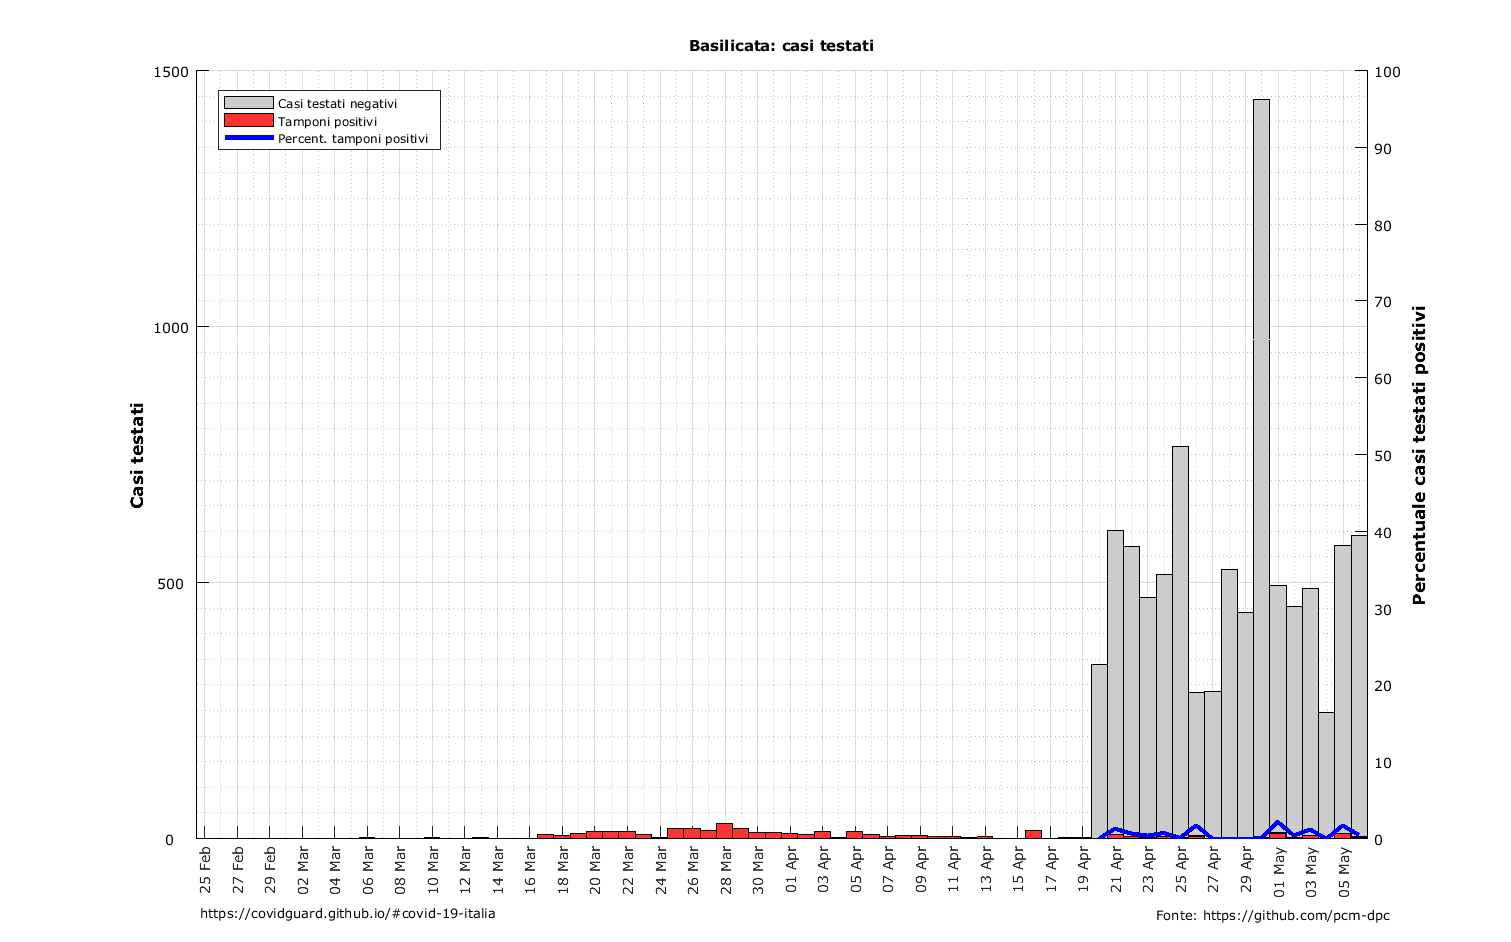 Basilicata: casi testati
Casi testati negativi
Tamponi positivi
Percent. tamponi positivi
1500
1000
500
0
Casi testati
100
90
80
70
60
50
40
30
20
10
0
Percentuale casi testati positivi
25 Feb
27 Feb
29 Feb
02 Mar
04 Mar
06 Mar
08 Mar
10 Mar
12 Mar
14 Mar
16 Mar
18 Mar
20 Mar
22 Mar
24 Mar
26 Mar
28 Mar
30 Mar
01 Apr
03 Apr
05 Apr
07 Apr
09 Apr
11 Apr
13 Apr
15 Apr
17 Apr
19 Apr
21 Apr
23 Apr
25 Apr
27 Apr
29 Apr
01 May
03 May
05 May
https://covidguard.github.io/#covid-19-italia
Fonte: https://github.com/pcm-dpc